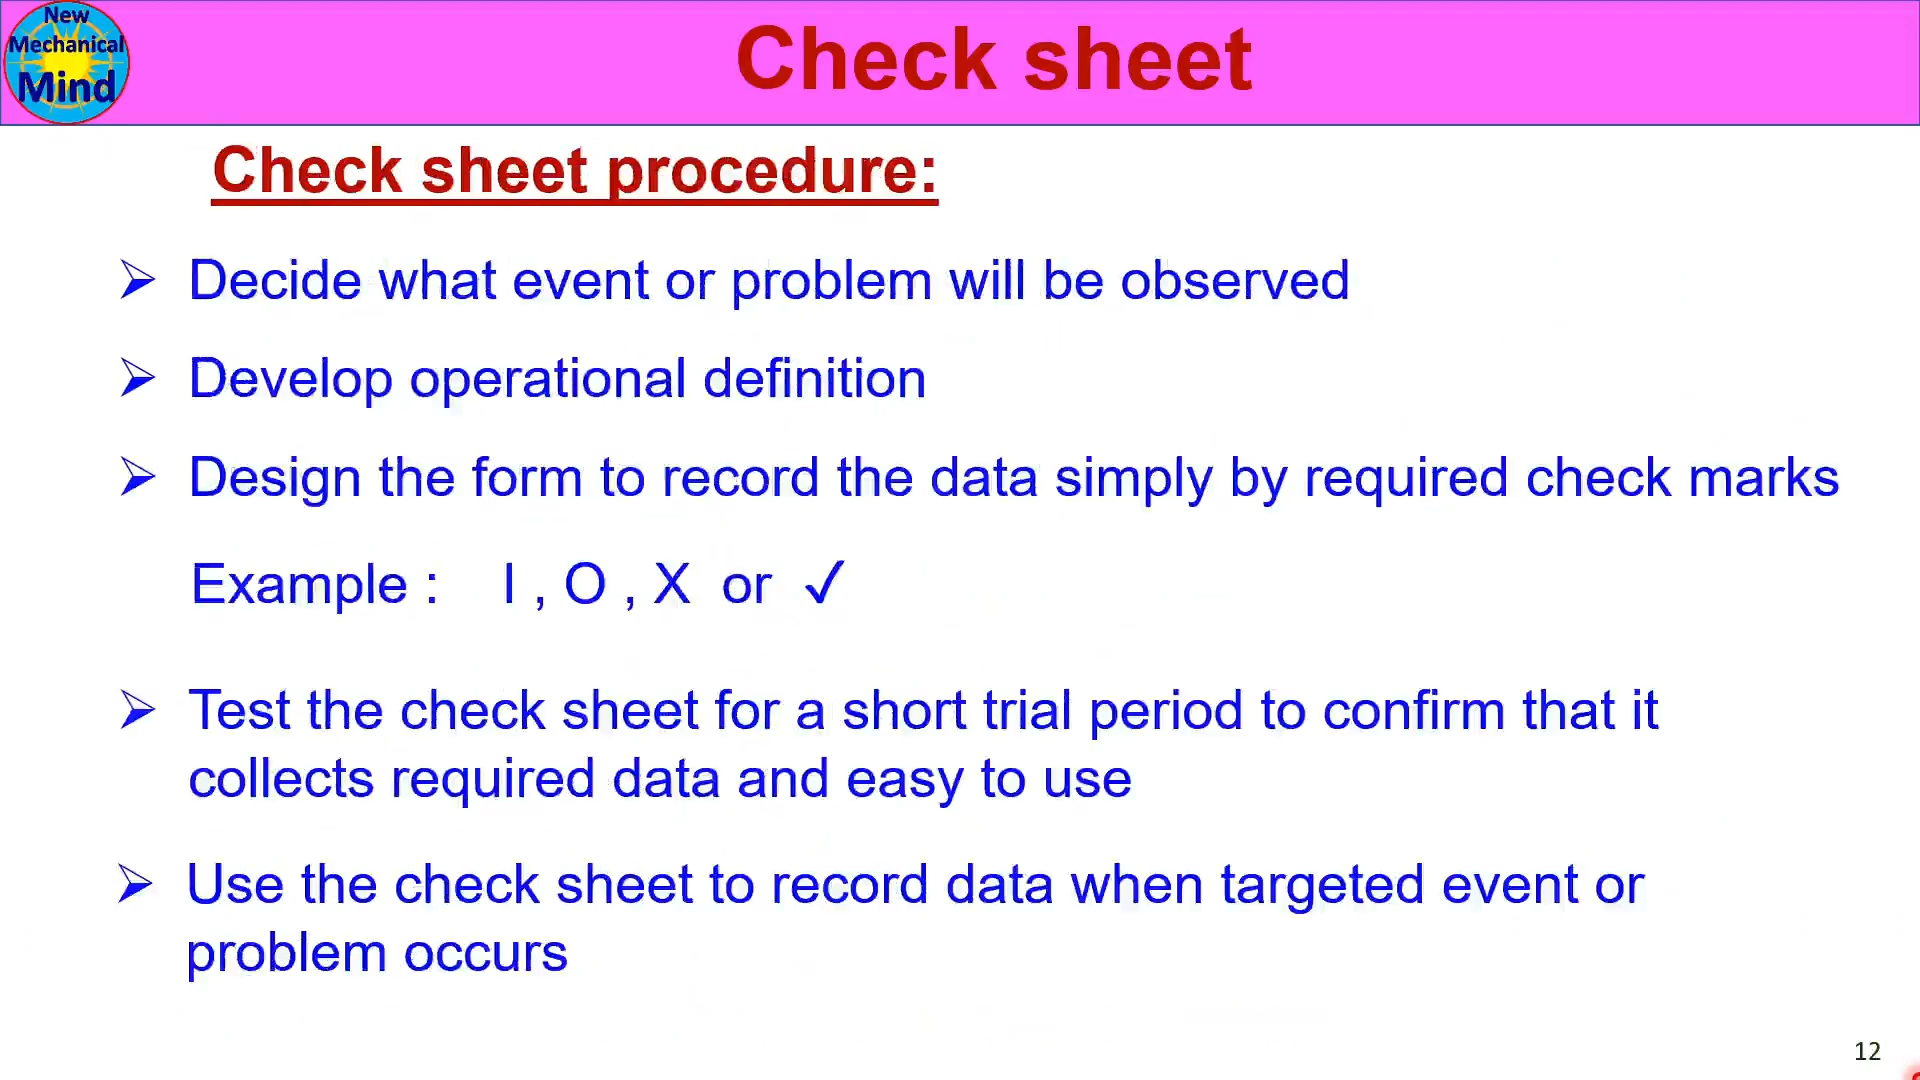 New
Mechanical
Mind
Check sheet
Check sheet procedure:
➢ Decide what event or problem will be observed
➢ Develop operational definition
➢ Design the form to record the data simply by required check marks
Example : I , O , X or ✓
➢ Test the check sheet for a short trial period to confirm that it
collects required data and easy to use
➢ Use the check sheet to record data when targeted event or
problem occurs
12